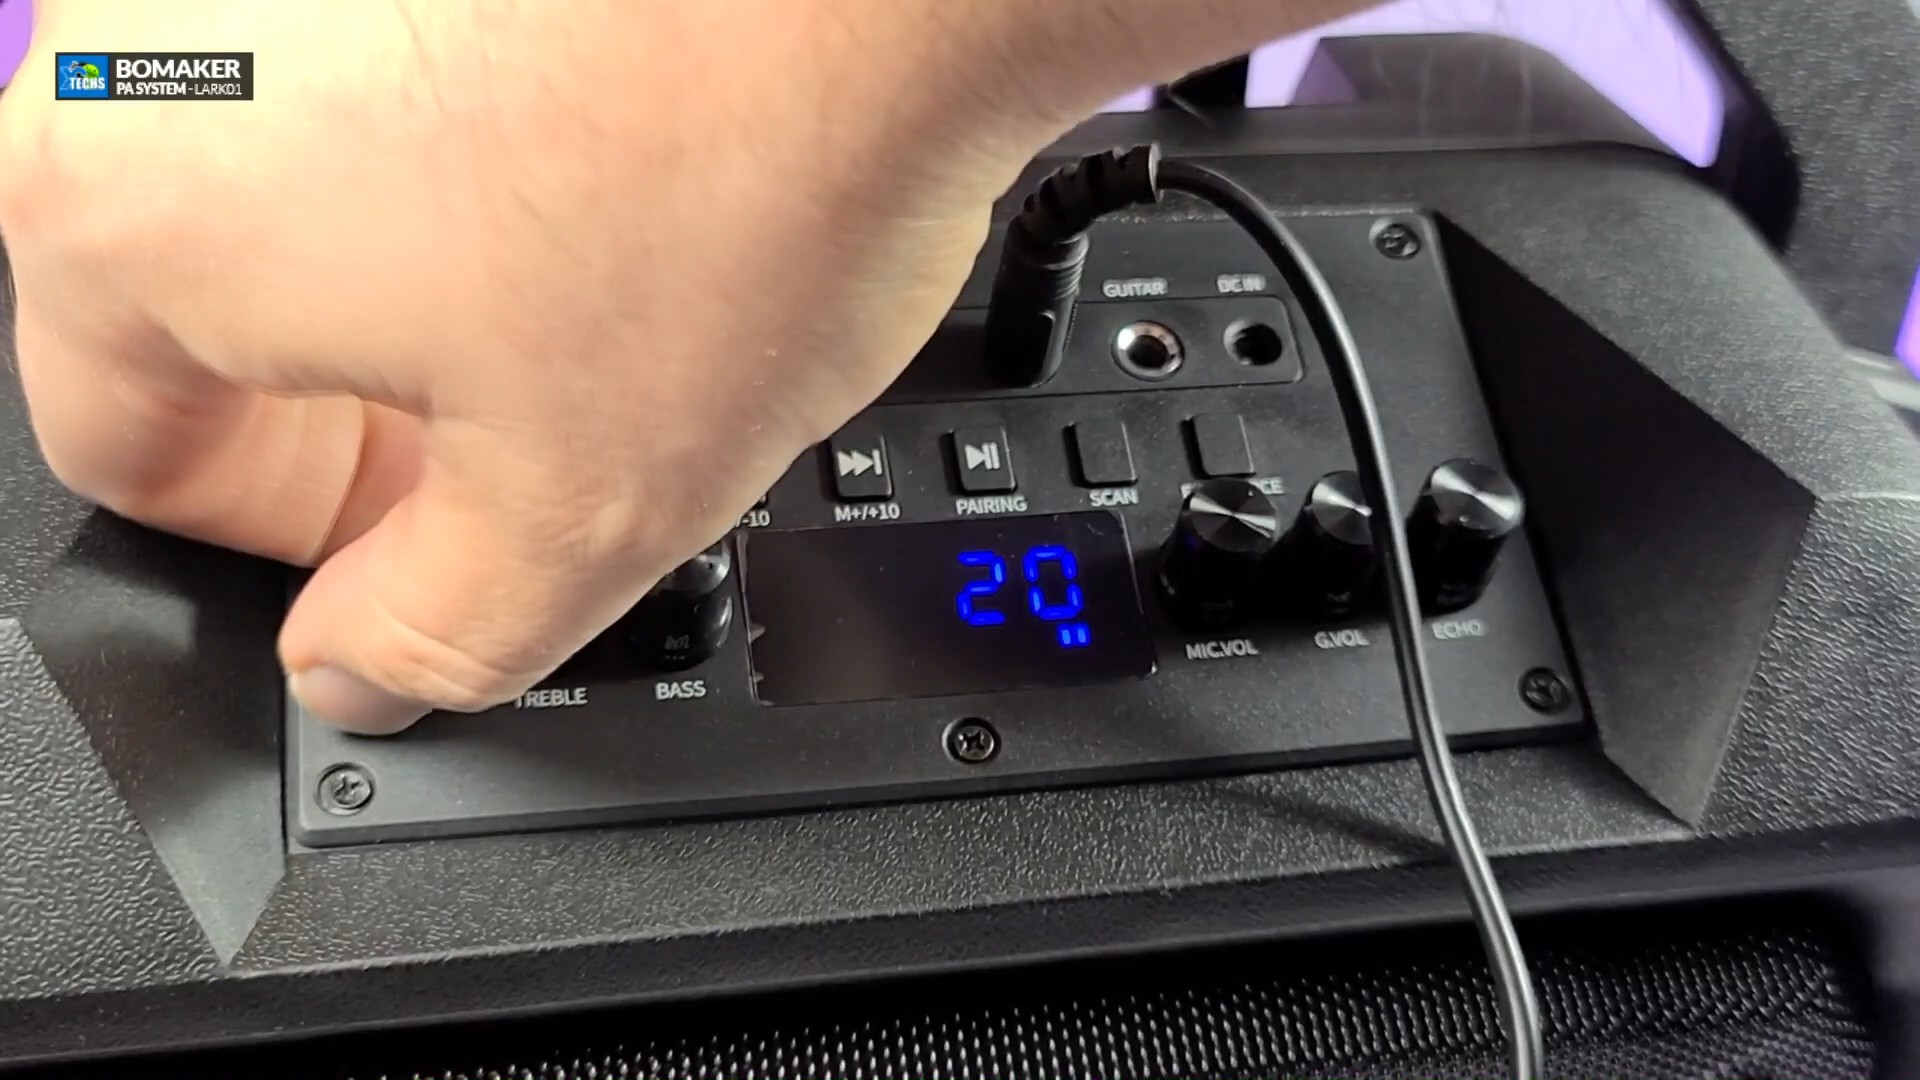 TECHS
BOMAKER
PA SYSTEM - LARK01
GUITAR
DC IN
M+/+10
PAIRING
SCAN
20
TREBLE
BASS
MIC.VOL
G.VOL
ECHO